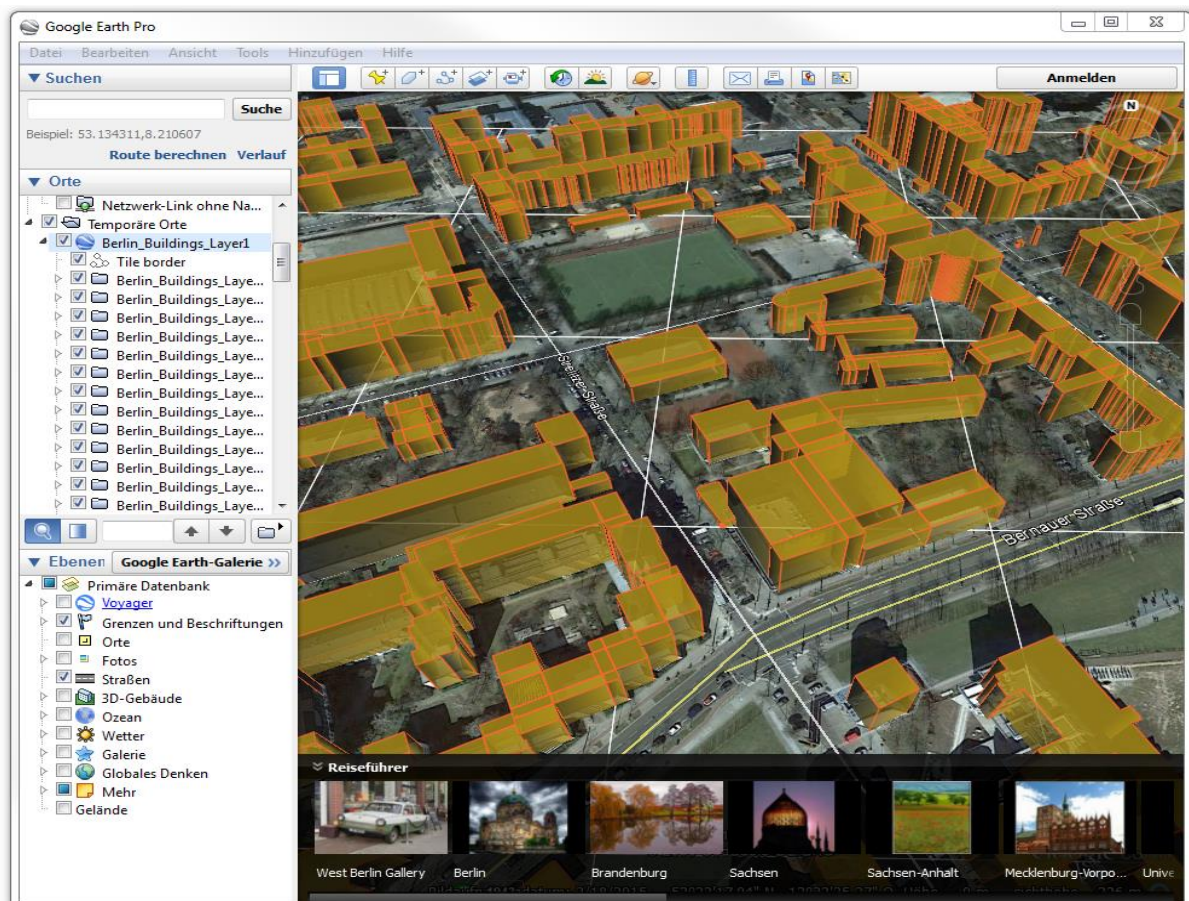 Google Earth Pro
Datei Bearbeiten Ansicht Tools Hinzufügen Hilfe
Suchen
Suche
Beispiel: 53.134311,8.210607
Route berechnen Verlauf
Orte
Netzwerk-Link ohne Na...
Temporäre Orte
Berlin_Buildings_Layer1
Tile border
Berlin_Buildings_Laye...
Berlin_Buildings_Laye...
Berlin_Buildings_Laye...
Berlin_Buildings_Laye...
Berlin_Buildings_Laye...
Berlin_Buildings_Laye...
Berlin_Buildings_Laye...
Berlin_Buildings_Laye...
Berlin_Buildings_Laye...
Berlin_Buildings_Laye...
Berlin_Buildings_Laye...
Berlin_Buildings_Laye...
Berlin_Buildings_Laye...
Ebenen
Google Earth-Galerie >>
Primäre Datenbank
Voyager
Grenzen und Beschriftungen
Orte
Fotos
Straßen
3D-Gebäude
Ozean
Wetter
Galerie
Globales Denken
Mehr
Gelände
Anmelden
N
Strelitzer Straße
Bernauer Straße
Reiseführer
West Berlin Gallery
Berlin
Brandenburg
Sachsen
Sachsen-Anhalt
Mecklenburg-Vorpo...
Unive